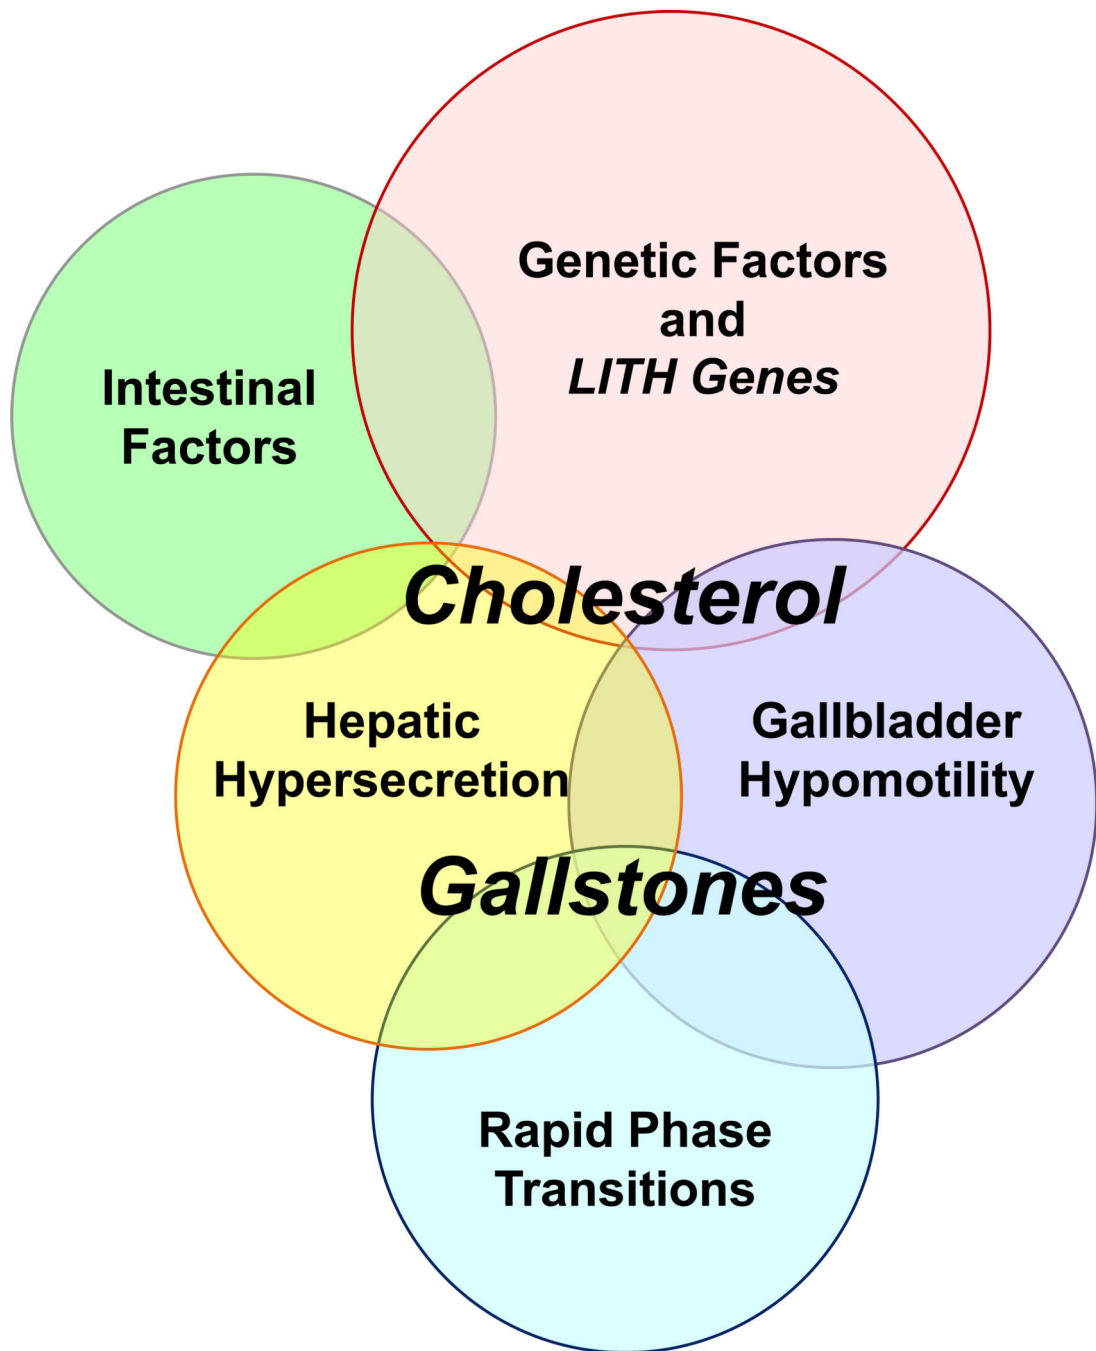 Genetic Factors
and
LITH Genes
Intestinal
Factors
Cholesterol
Hepatic
Hypersecretion
Gallbladder
Hypomotility
Gallstones
Rapid Phase
Transitions